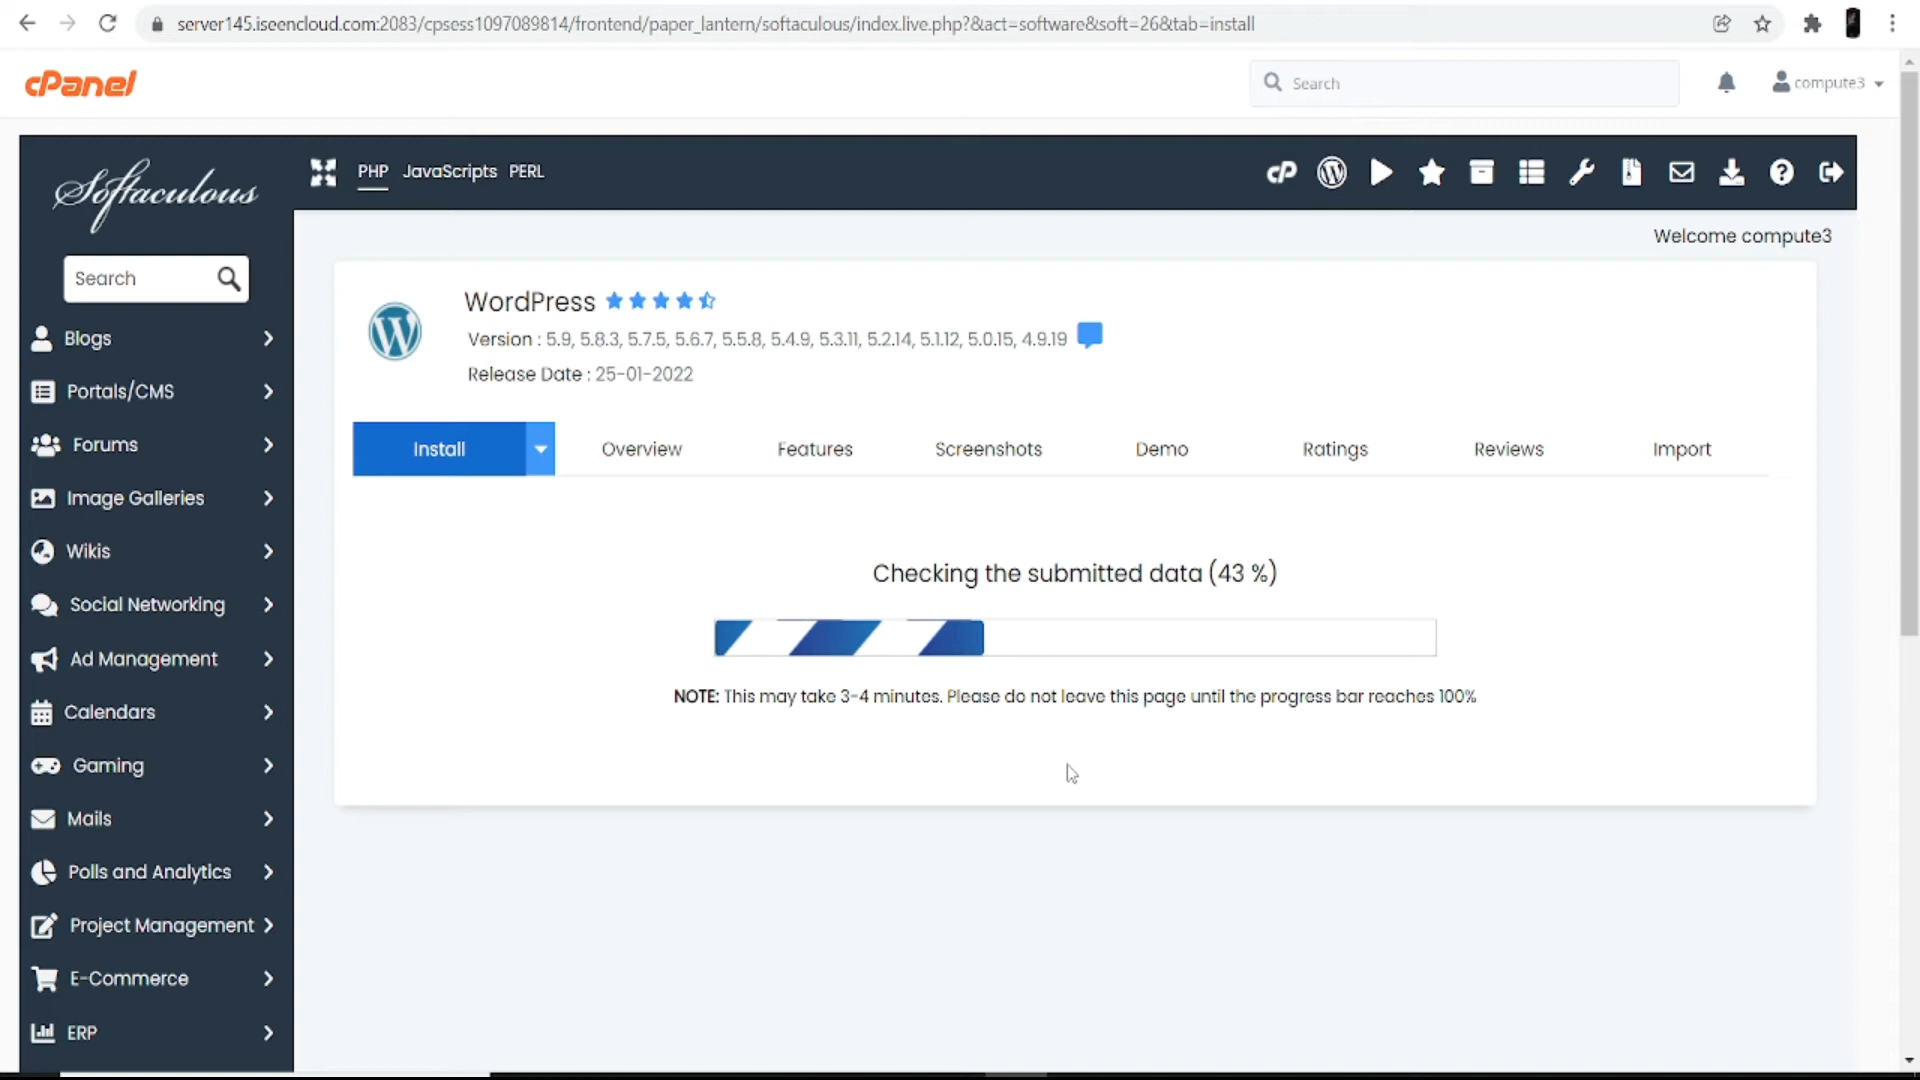 server145.iseencloud.com:2083/cpsess1097089814/frontend/paper_lantern/softaculous/index.live.php?&act=software&soft=26&tab=install
cPanel
Search
compute3
Softaculous
PHP JavaScripts PERL
cP
Welcome compute3
Search
WordPress
Version : 5.9, 5.8.3, 5.7.5, 5.6.7, 5.5.8, 5.4.9, 5.3.11, 5.2.14, 5.1.12, 5.0.15, 4.9.19
Release Date : 25-01-2022
Install Overview Features Screenshots Demo Ratings Reviews Import
Checking the submitted data (43 %)
NOTE: This may take 3-4 minutes. Please do not leave this page until the progress bar reaches 100%
Blogs
Portals/CMS
Forums
Image Galleries
Wikis
Social Networking
Ad Management
Calendars
Gaming
Mails
Polls and Analytics
Project Management
E-Commerce
ERP